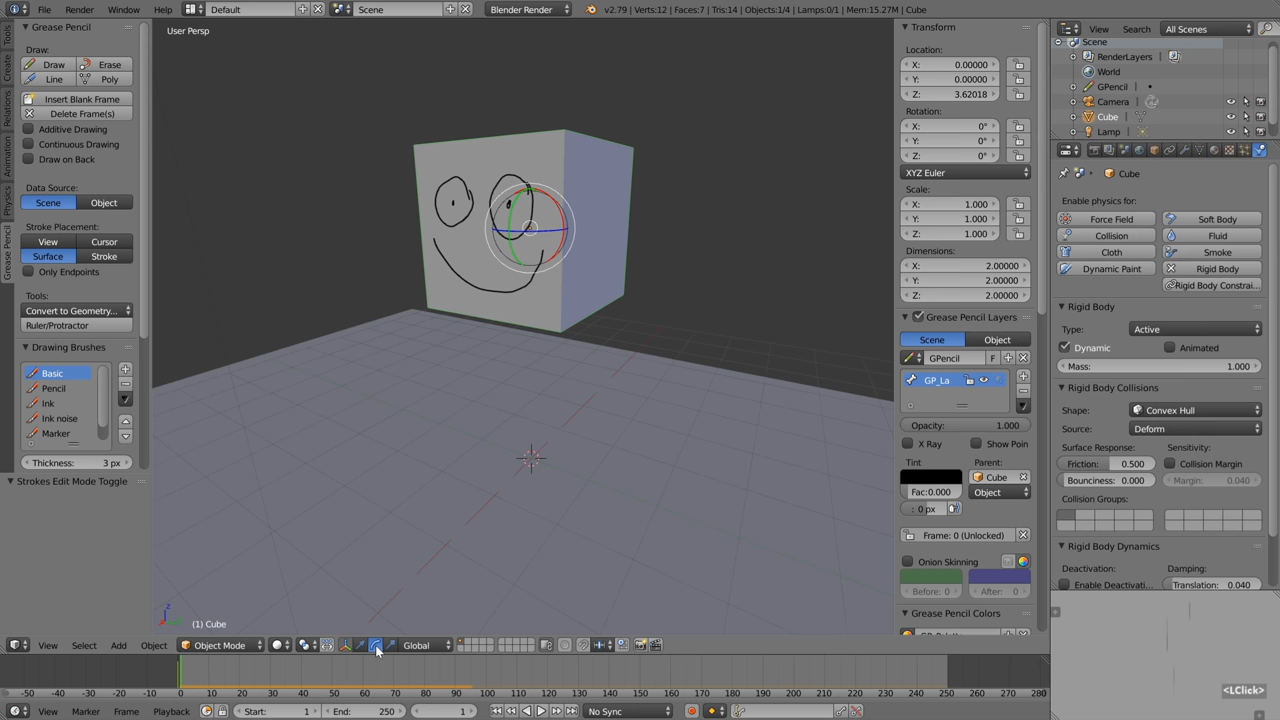 File Render Window Help Default Scene Blender Render v2.79 | Verts:12 | Faces:7 | Tris:14 | Objects:1/4 | Lamps:0/1 | Mem:15.27M | Cube
Tools
Create
Relations
Animation
Physics
Grease Pencil
Grease Pencil
Draw:
Draw Erase
Line Poly
Insert Blank Frame
Delete Frame(s)
Additive Drawing
Continuous Drawing
Draw on Back
Data Source:
Scene Object
Stroke Placement:
View Cursor
Surface Stroke
Only Endpoints
Tools:
Convert to Geometry...
Ruler/Protractor
Drawing Brushes
Basic
Pencil
Ink
Ink noise
Marker
Thickness: 3 px
Strokes Edit Mode Toggle
User Persp
z
(1) Cube
Transform
Location:
X: 0.00000
Y: 0.00000
Z: 3.62018
Rotation:
X: 0°
Y: 0°
Z: 0°
XYZ Euler
Scale:
X: 1.000
Y: 1.000
Z: 1.000
Dimensions:
X: 2.00000
Y: 2.00000
Z: 2.00000
Grease Pencil Layers
Scene Object
GPencil F
GP_La
Opacity: 1.000
X Ray Show Poin
Tint Parent:
Cube
Fac:0.000 Object
: 0 px
Frame: 0 (Unlocked)
Onion Skinning
Before: 0 After: 0
Grease Pencil Colors
View Search All Scenes
Scene
RenderLayers
World
GPencil
Camera
Cube
Lamp
Cube
Enable physics for:
Force Field Soft Body
Collision Fluid
Cloth Smoke
Dynamic Paint Rigid Body
Rigid Body Constrai...
Rigid Body
Type: Active
Dynamic Animated
Mass: 1.000
Rigid Body Collisions
Shape: Convex Hull
Source: Deform
Surface Response: Sensitivity:
Friction: 0.500 Collision Margin
Bounciness: 0.000 Margin: 0.040
Collision Groups:
Rigid Body Dynamics
Deactivation: Damping:
Enable Deactivati... Translation: 0.040
<LClick>
View Select Add Object Object Mode Global
-50 -40 -30 -20 -10 0 10 20 30 40 50 60 70 80 90 100 110 120 130 140 150 160 170 180 190 200 210 220 230 240 250 260 270 280
View Marker Frame Playback Start: 1 End: 250 1 No Sync